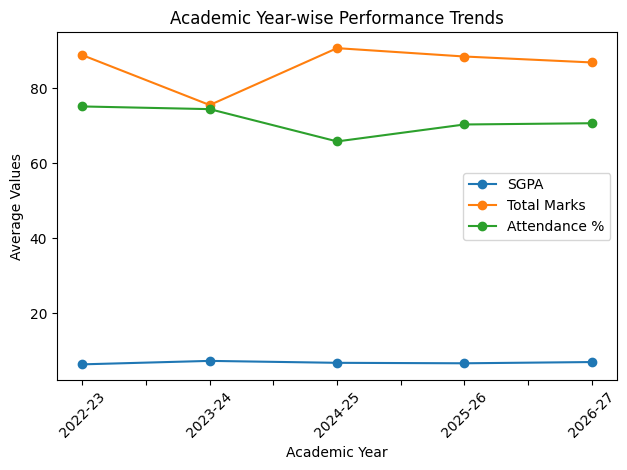 Academic Year-wise Performance Trends
Average Values
80
60
40
20
SGPA
Total Marks
Attendance %
2022-23
2023-24
2024-25
2025-26
2026-27
Academic Year